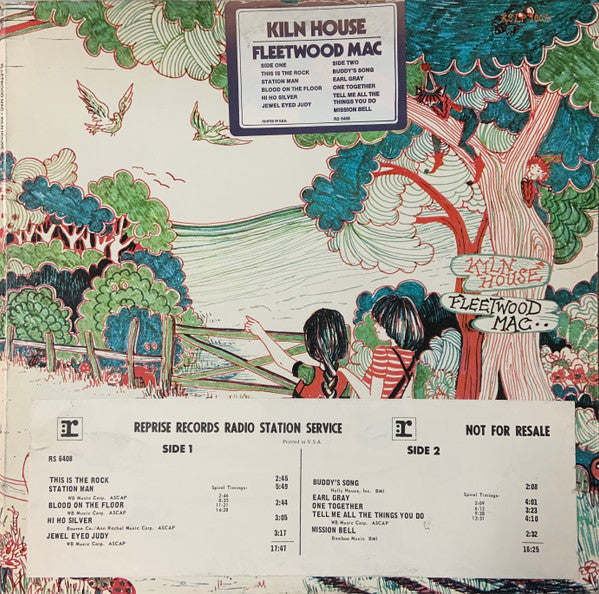 FLEETWOOD MAC • KILN HOUSE
KILN HOUSE
FLEETWOOD MAC
SIDE ONE
THIS IS THE ROCK
STATION MAN
BLOOD ON THE FLOOR
HI HO SILVER
JEWEL EYED JUDY
SIDE TWO
BUDDY'S SONG
EARL GRAY
ONE TOGETHER
TELL ME ALL THE
THINGS YOU DO
MISSION BELL
PRINTED IN U.S.A.
RS 6408
KILN
HOUSE
FLEETWOOD
MAC..
r
REPRISE RECORDS RADIO STATION SERVICE
NOT FOR RESALE
r
Printed in U.S.A.
SIDE 1
RS 6408
THIS IS THE ROCK 2:45
STATION MAN Spiral Timings: 5:49
WB Music Corp. ASCAP 2:46
8:35
BLOOD ON THE FLOOR 11:21 2:44
WB Music Corp. ASCAP 14:28
HI HO SILVER 3:05
Bourne Co./Ann Rachel Music Corp. ASCAP
JEWEL EYED JUDY 3:17
WB Music Corp. ASCAP
17:47
SIDE 2
BUDDY'S SONG 2:08
Nolly House, Inc. BMI Spiral Timings:
EARL GRAY 2:09 4:01
ONE TOGETHER 6:12 3:23
TELL ME ALL THE THINGS YOU DO 9:38 4:10
WB Music Corp. ASCAP 13:51
MISSION BELL 2:32
Bamboo Music BMI
16:25